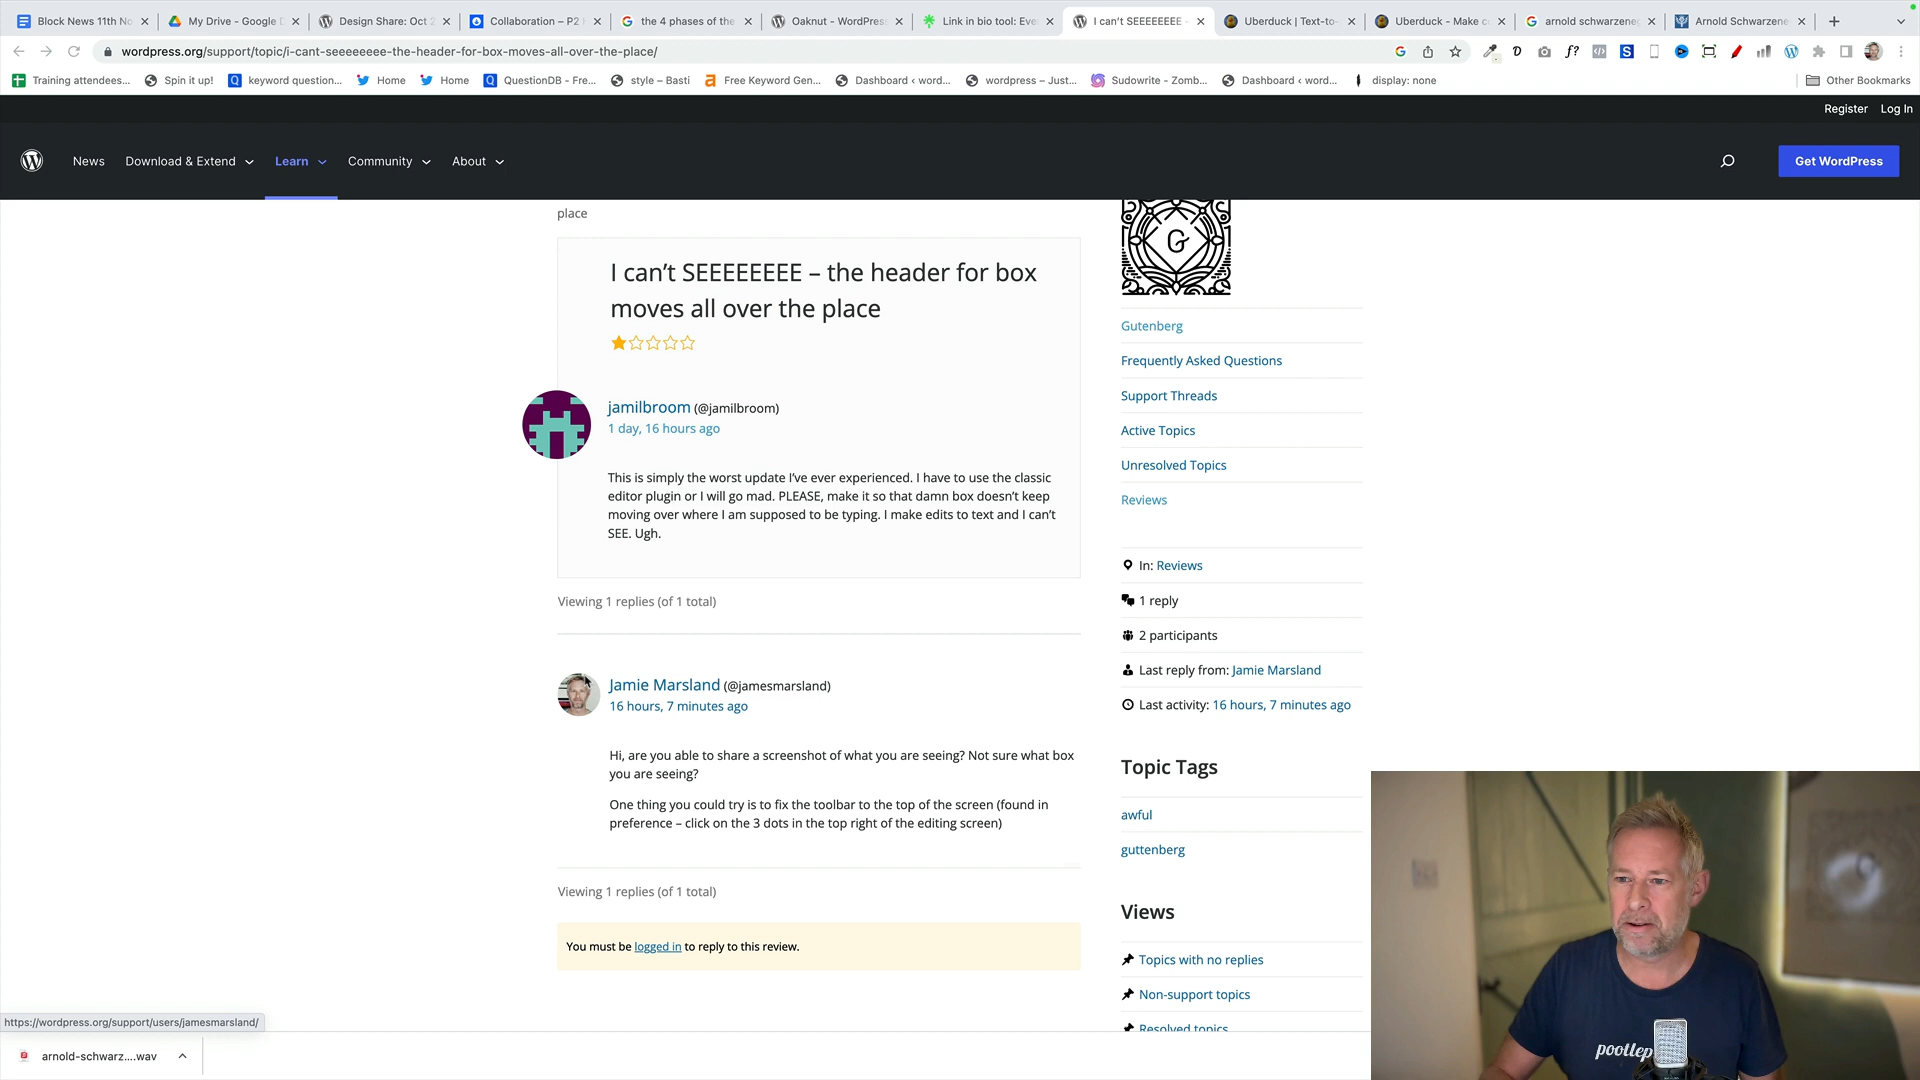 Block News 11th No
My Drive - Google D
Design Share: Oct 2
Collaboration – P2
the 4 phases of the
Oaknut - WordPress
Link in bio tool: Eve
I can't SEEEEEEEE -
Uberduck | Text-to-
Uberduck - Make c
arnold schwarzene
Arnold Schwarzene
wordpress.org/support/topic/i-cant-seeeeeeee-the-header-for-box-moves-all-over-the-place/
Training attendees...
Spin it up!
keyword question...
Home
Home
QuestionDB - Fre...
style – Basti
Free Keyword Gen...
Dashboard ‹ word...
wordpress – Just...
Sudowrite - Zomb...
Dashboard ‹ word...
display: none
Other Bookmarks
Register
Log In
News
Download & Extend
Learn
Community
About
Get WordPress
place
I can't SEEEEEEEE – the header for box
moves all over the place
jamilbroom (@jamilbroom)
1 day, 16 hours ago
This is simply the worst update I've ever experienced. I have to use the classic
editor plugin or I will go mad. PLEASE, make it so that damn box doesn't keep
moving over where I am supposed to be typing. I make edits to text and I can't
SEE. Ugh.
Viewing 1 replies (of 1 total)
Jamie Marsland (@jamesmarsland)
16 hours, 7 minutes ago
Hi, are you able to share a screenshot of what you are seeing? Not sure what box
you are seeing?
One thing you could try is to fix the toolbar to the top of the screen (found in
preference – click on the 3 dots in the top right of the editing screen)
Viewing 1 replies (of 1 total)
You must be logged in to reply to this review.
G
Gutenberg
Frequently Asked Questions
Support Threads
Active Topics
Unresolved Topics
Reviews
In: Reviews
1 reply
2 participants
Last reply from: Jamie Marsland
Last activity: 16 hours, 7 minutes ago
Topic Tags
awful
guttenberg
Views
Topics with no replies
Non-support topics
Resolved topics
https://wordpress.org/support/users/jamesmarsland/
arnold-schwarz....wav
pootlep